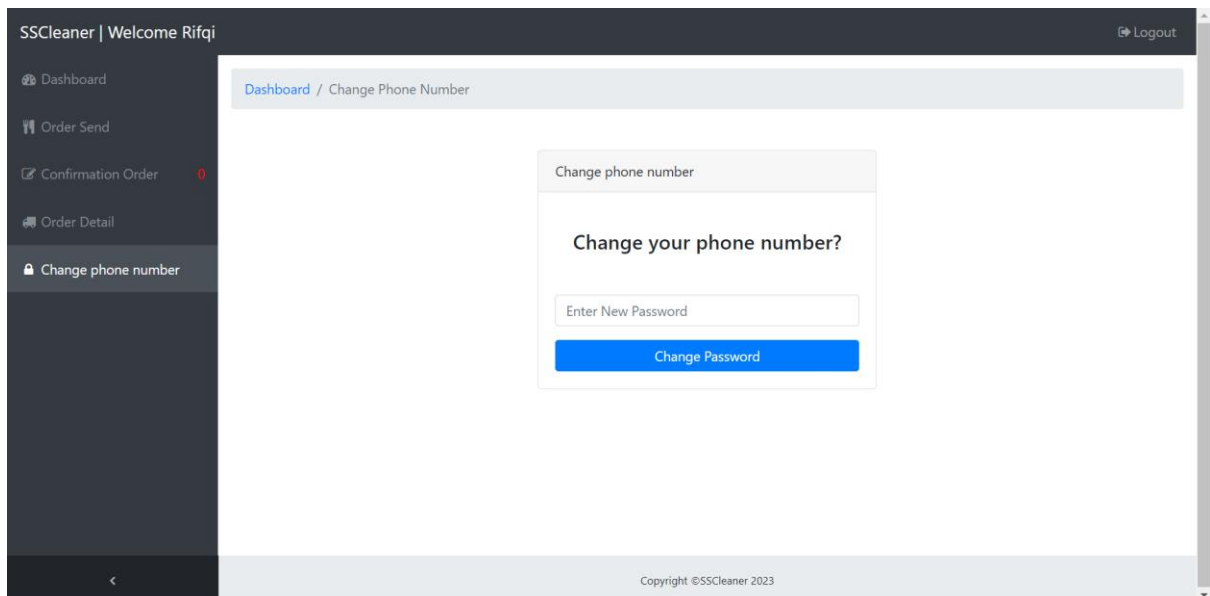 SSCleaner | Welcome Rifqi
Logout
Dashboard
Order Send
Confirmation Order 0
Order Detail
Change phone number
Dashboard / Change Phone Number
Change phone number
Change your phone number?
Enter New Password
Change Password
Copyright ©SSCleaner 2023